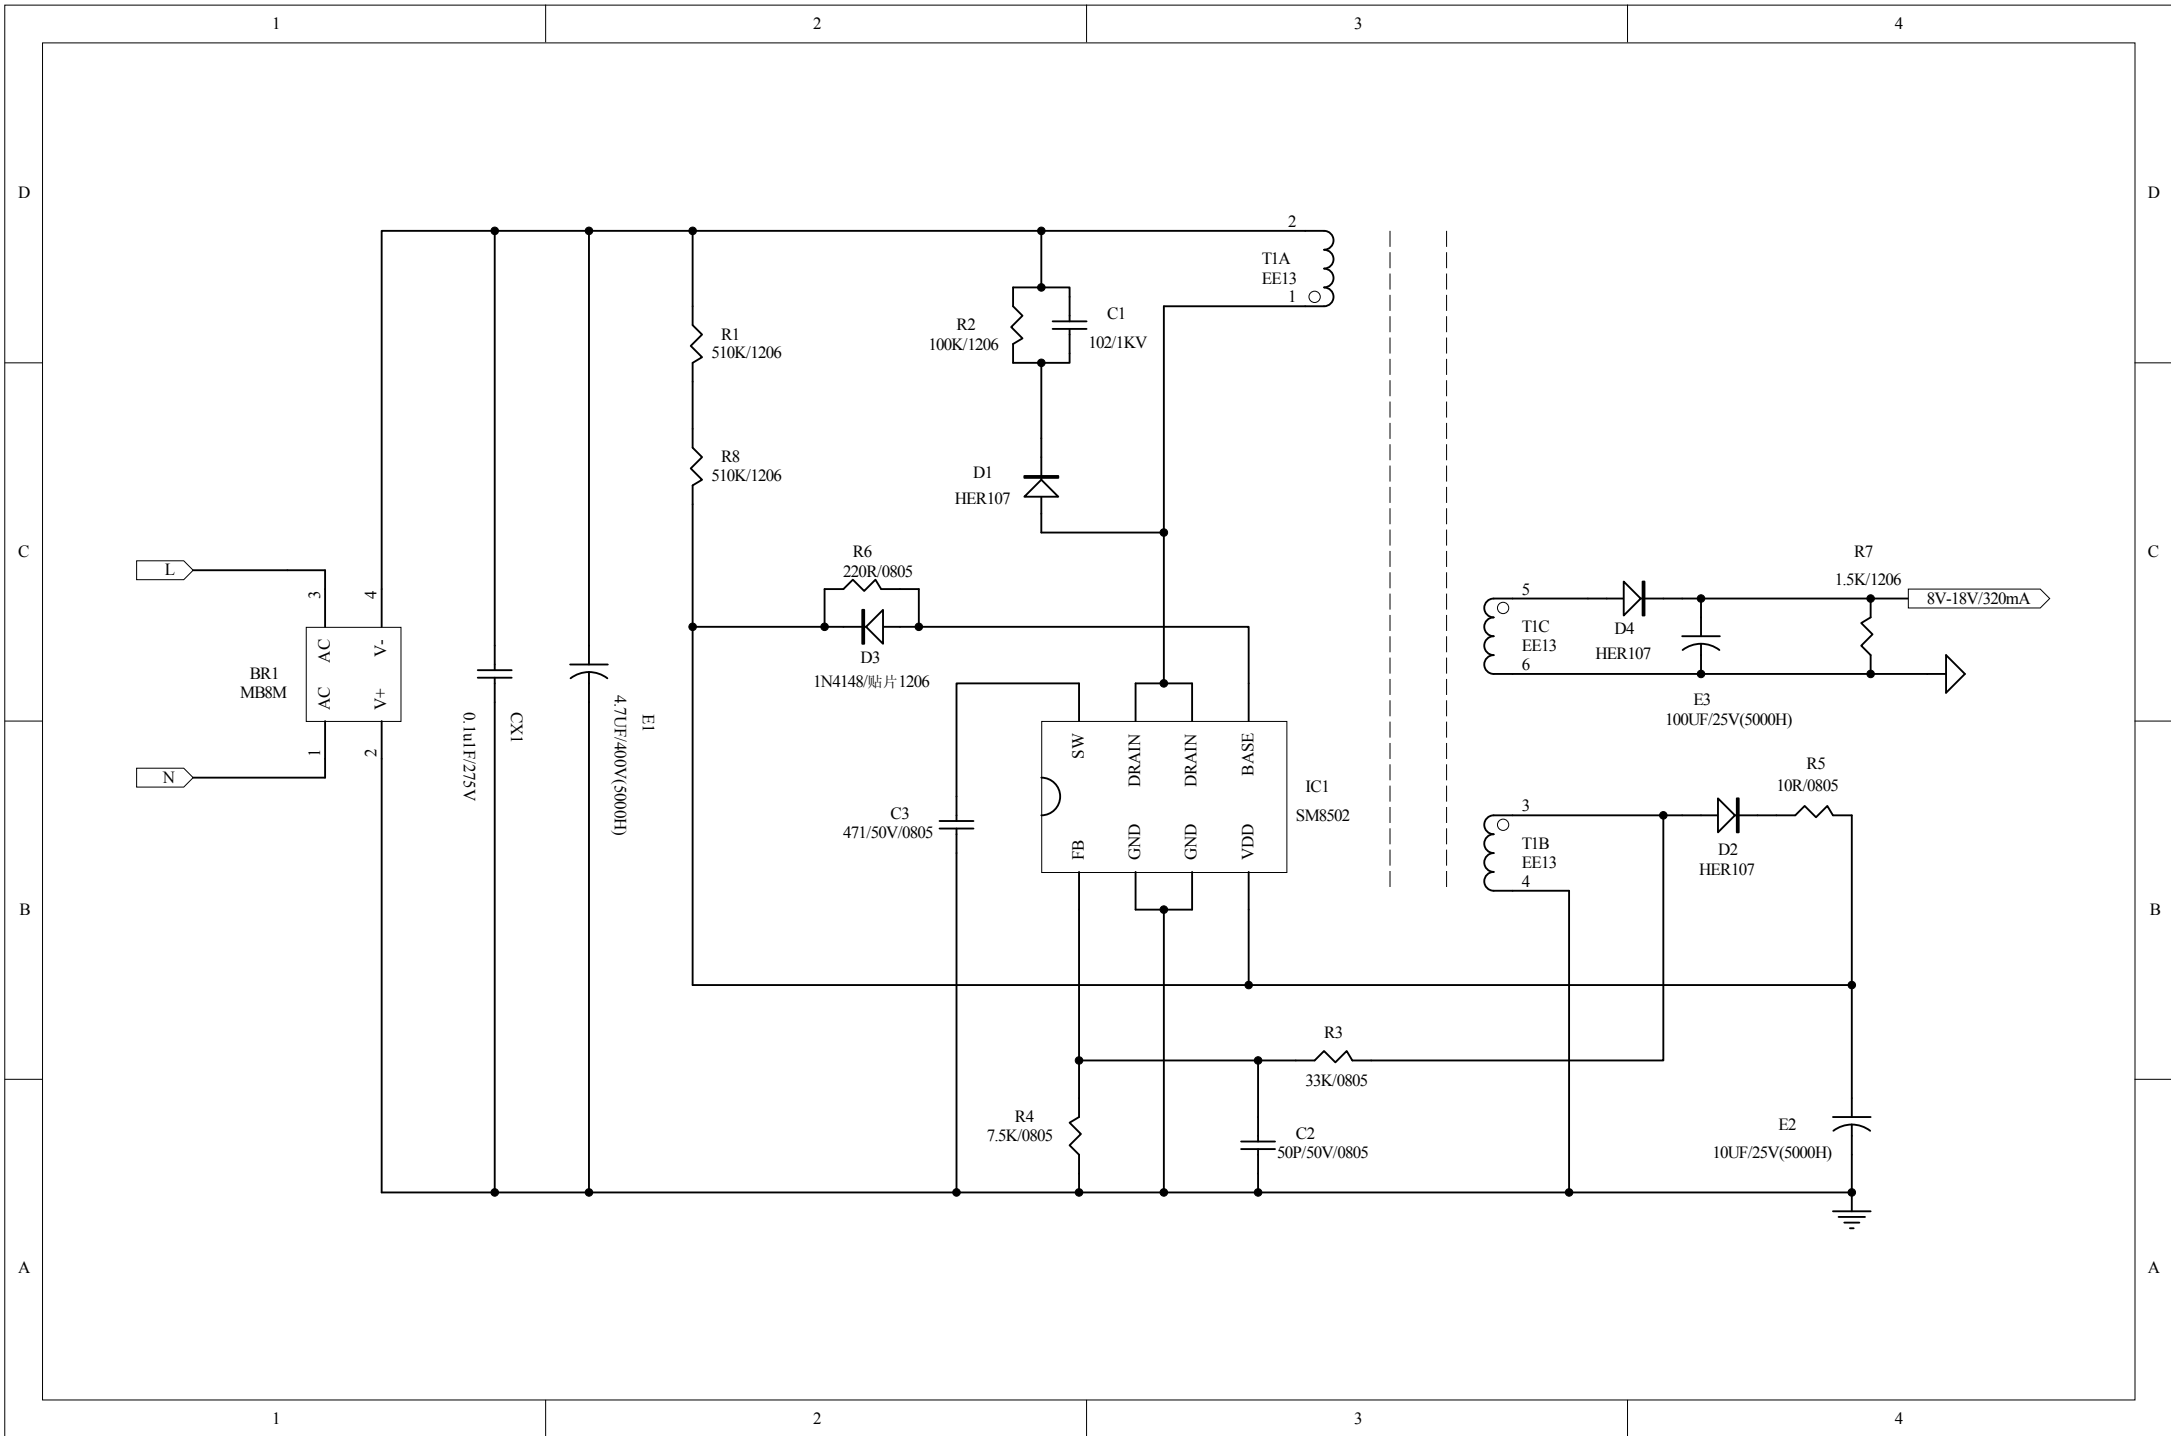 1 2 3 4
D D
2
T1A
EE13
1
R1
510K/1206
R2
100K/1206
C1
102/1KV
R8
510K/1206
D1
HER107
C C
L
3
4
AC
V-
AC
V+
BR1
MB8M
1
2
N
CX1
0.1u1F/275V
E1
4.7UF/400V(5000H)
R6
220R/0805
D3
1N4148/贴片1206
SW
DRAIN
DRAIN
BASE
FB
GND
GND
VDD
IC1
SM8502
C3
471/50V/0805
5
T1C
EE13
6
D4
HER107
R7
1.5K/1206
8V-18V/320mA
E3
100UF/25V(5000H)
3
T1B
EE13
4
D2
HER107
R5
10R/0805
B B
R3
33K/0805
R4
7.5K/0805
C2
50P/50V/0805
E2
10UF/25V(5000H)
A A
1 2 3 4